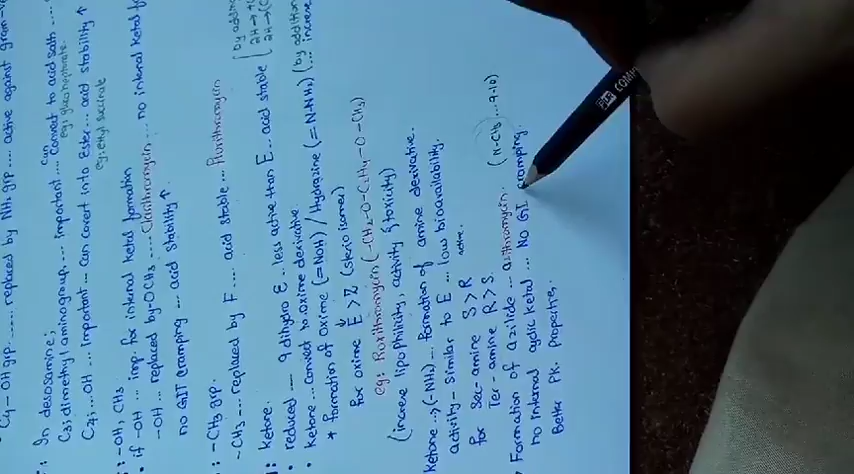 C4 - OH grp ...... replaced by NH grp .... active against gram-
In desosamine;
C3; dimethyl aminogroup... important .... Can Convert to acid salts ....
eg: glucoheptonate.
C2; ...OH ... Important ... Can covert into Ester... acid stability ↑
eg: ethyl succinate
: -OH, CH3
• if -OH ... imp. for internal ketal formation
-OH ... replaced by -OCH3 .... Clarithromycin ... no internal ketal
no GIT cramping ... acid stability ↑.
: -CH3 grp.
-CH3 ... replaced by F .... acid stable ... flurithromycin
: ketone.
• reduced — 9 dihydro E .. less active than E... acid stable
• ketone ... convert to oxime derivative.
* formation of oxime (=NOH) / Hydrazine (=N-NH2) (... increase
for oxime E > Z (sterio isomer)
eg: Roxithromycin (-CH2-O-C2H4-O-CH3)
(increse lipophilicity, activity & toxicity)
ketone → (-NH2) — formation of amine derivative.
activity - Similar to E ... low bioavailability.
for Sec-amine S > R active.
Ter-amine R > S.
Formation of azilide ... azithromycin. (n-CH3 ... 9-10)
no internal cyclic ketal ... NO GI cramping.
Better PK. Properties.
COM